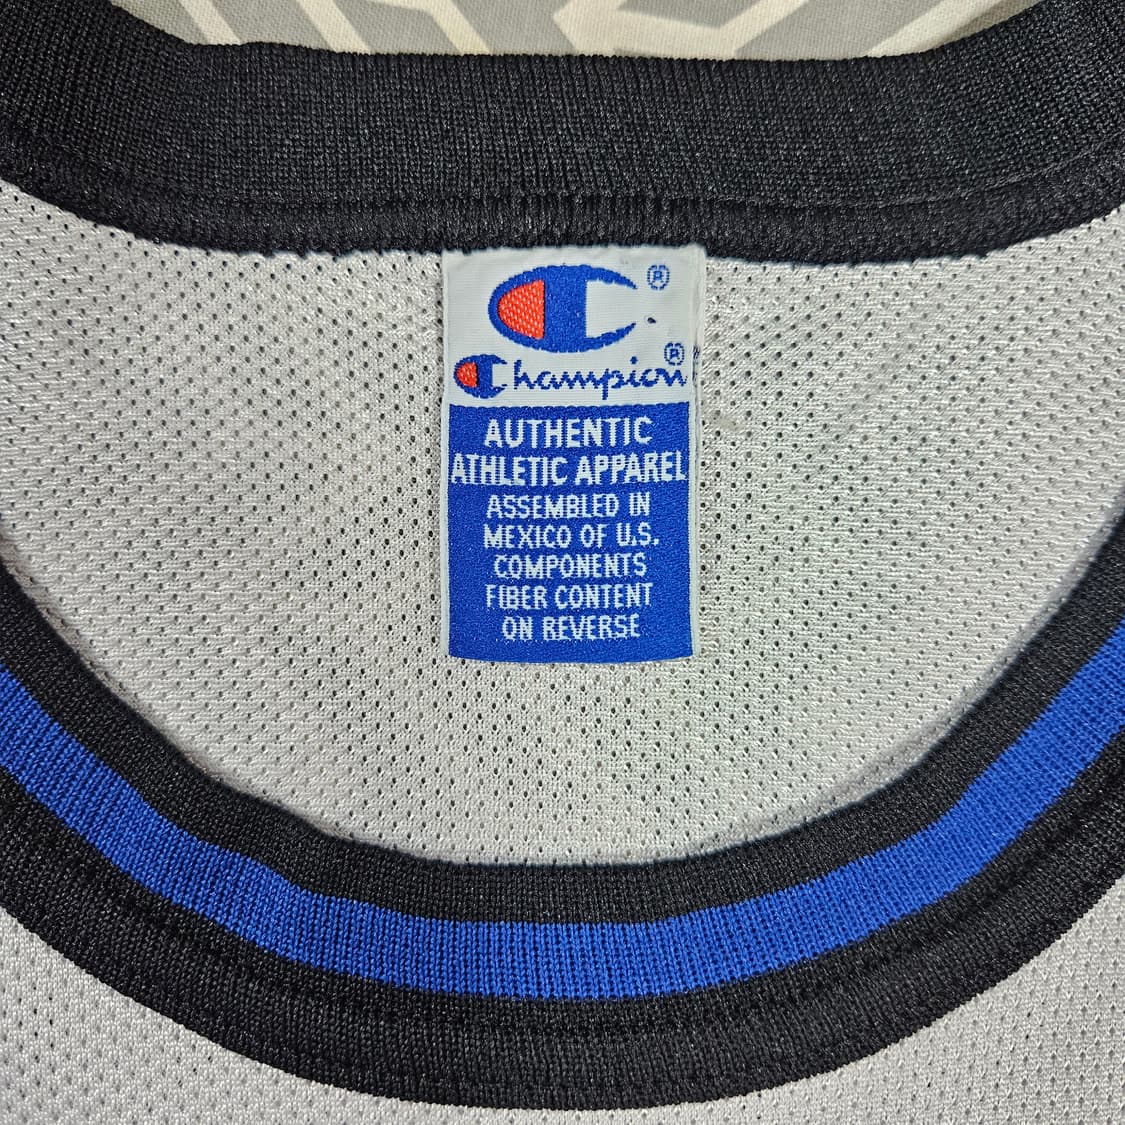 ®
Champion®
AUTHENTIC
ATHLETIC APPAREL
ASSEMBLED IN
MEXICO OF U.S.
COMPONENTS
FIBER CONTENT
ON REVERSE